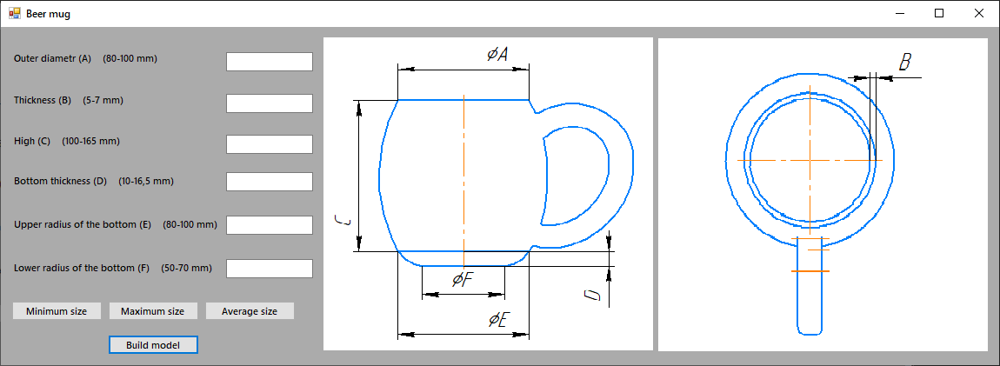 Beer mug
Outer diametr (A) (80-100 mm)
Thickness (B) (5-7 mm)
High (C) (100-165 mm)
Bottom thickness (D) (10-16,5 mm)
Upper radius of the bottom (E) (80-100 mm)
Lower radius of the bottom (F) (50-70 mm)
Minimum size Maximum size Average size
Build model
⌀A
C
⌀F
D
⌀E
B